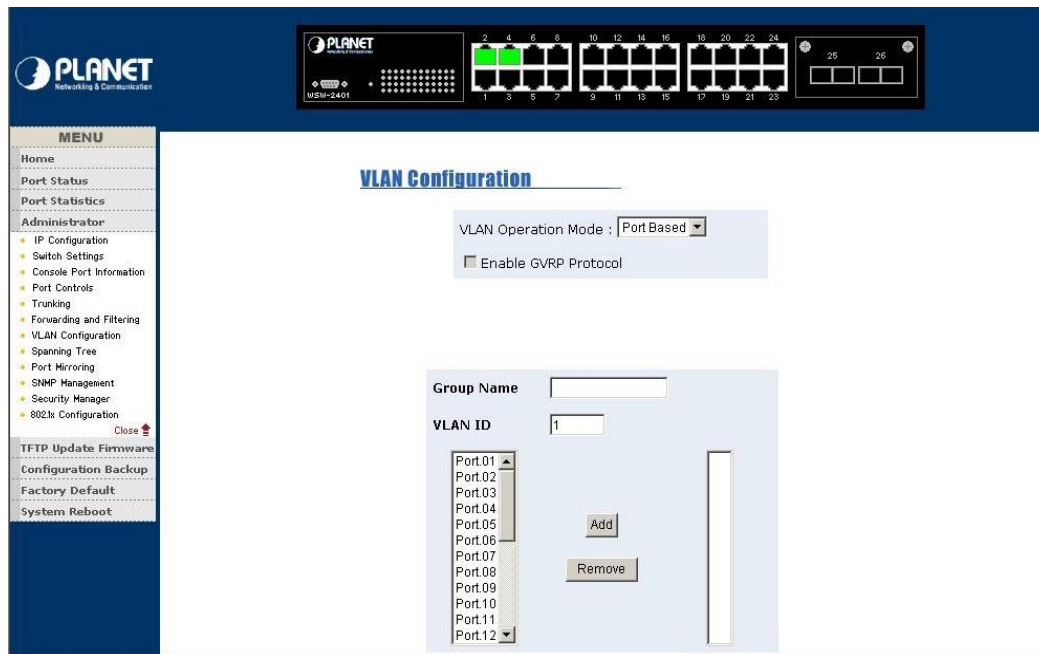 PLANET
Networking & Communication
PLANET
WSW-2401
2 4 6 8 10 12 14 16 18 20 22 24
1 3 5 7 9 11 13 15 17 19 21 23
25 26
MENU
Home
Port Status
Port Statistics
Administrator
IP Configuration
Switch Settings
Console Port Information
Port Controls
Trunking
Forwarding and Filtering
VLAN Configuration
Spanning Tree
Port Mirroring
SNMP Management
Security Manager
802.1x Configuration
Close
TFTP Update Firmware
Configuration Backup
Factory Default
System Reboot
VLAN Configuration
VLAN Operation Mode : Port Based
Enable GVRP Protocol
Group Name
VLAN ID 1
Port.01
Port.02
Port.03
Port.04
Port.05
Port.06
Port.07
Port.08
Port.09
Port.10
Port.11
Port.12
Add
Remove